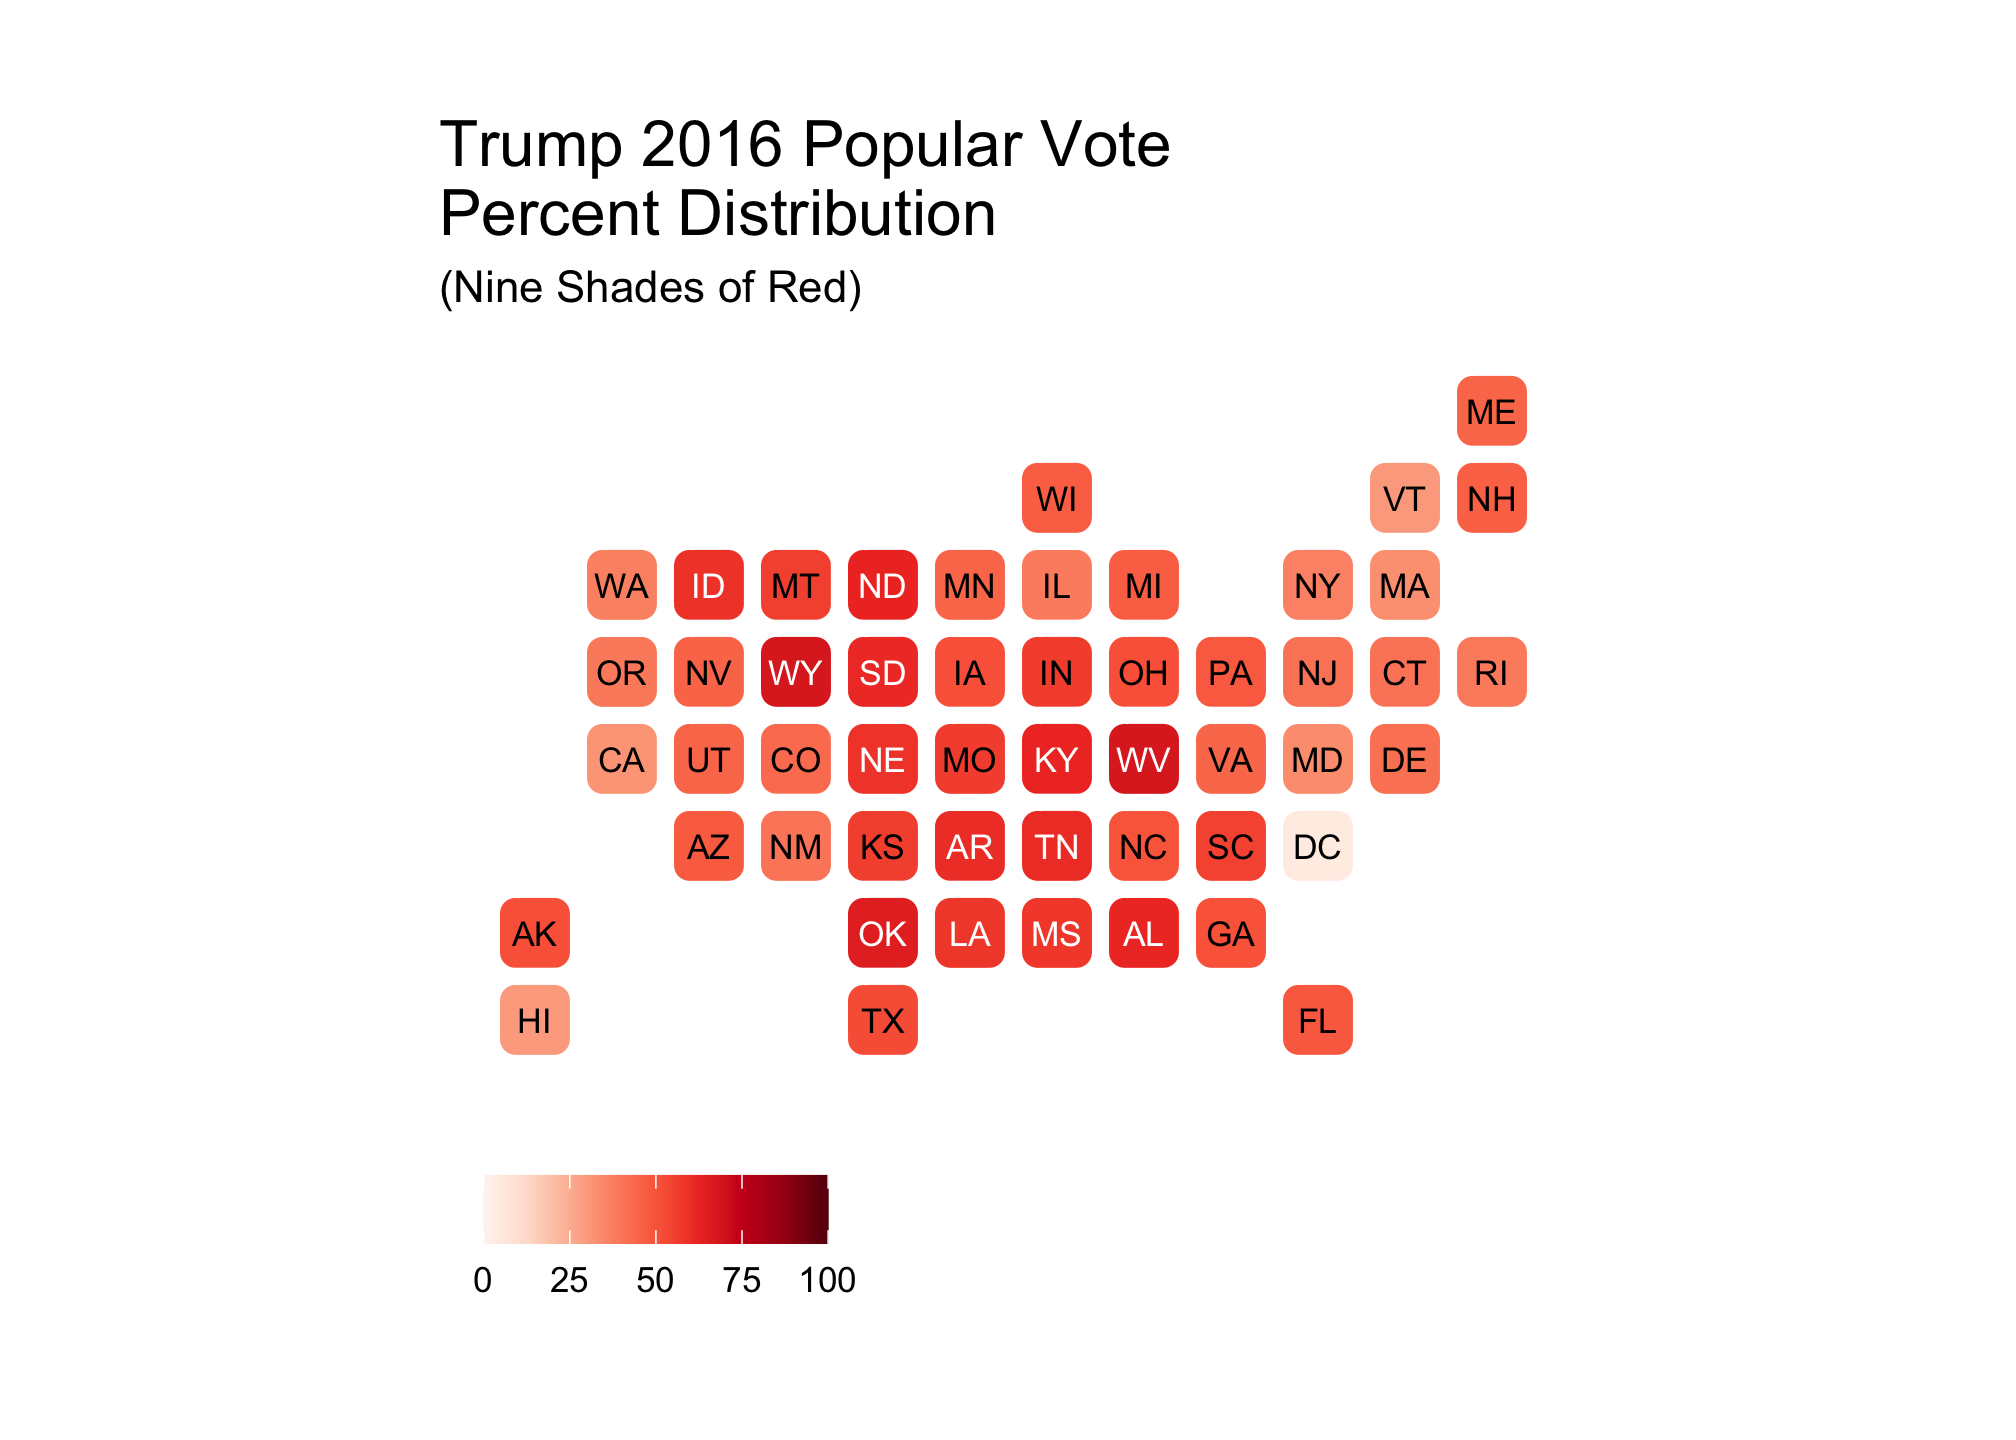 Trump 2016 Popular Vote
Percent Distribution
(Nine Shades of Red)
ME
WI VT NH
WA ID MT ND MN IL MI NY MA
OR NV WY SD IA IN OH PA NJ CT RI
CA UT CO NE MO KY WV VA MD DE
AZ NM KS AR TN NC SC DC
AK OK LA MS AL GA
HI TX FL
0 25 50 75 100